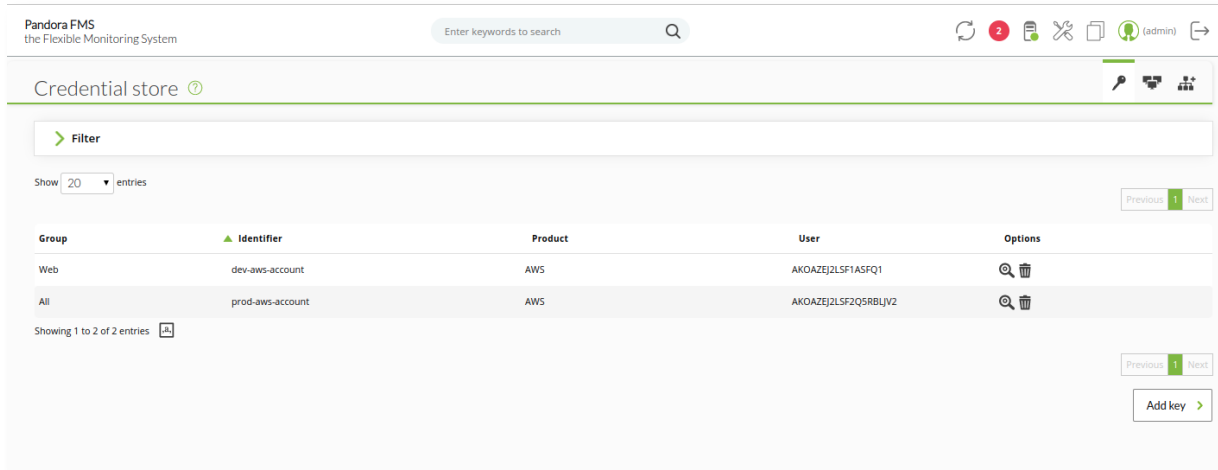 Pandora FMS
the Flexible Monitoring System
Enter keywords to search
2
(admin)
Credential store ?
Filter
Show 20 entries
Previous 1 Next
Group Identifier Product User Options
Web dev-aws-account AWS AKOAZEJ2LSF1ASFQ1
All prod-aws-account AWS AKOAZEJ2LSF2Q5RBLJV2
Showing 1 to 2 of 2 entries
Previous 1 Next
Add key